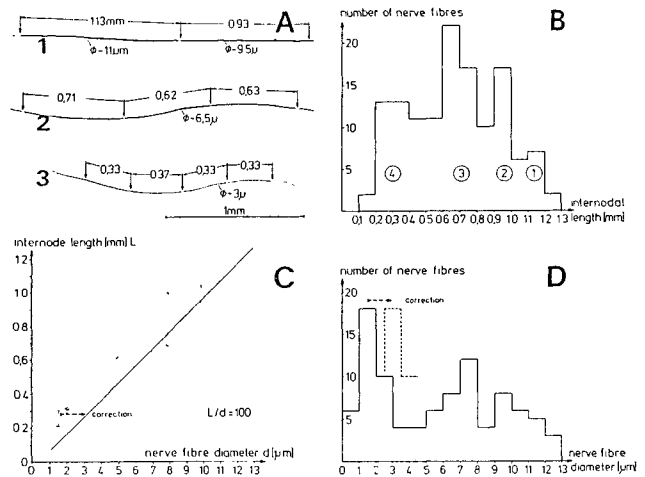 A
113mm
0.93
1
Φ~11μm
Φ~9.5μ
0,71
0,62
0,63
2
Φ~6,5μ
0,33
0.37
0,33
0,33
3
Φ~3μ
1mm
number of nerve fibres
B
20
15
10
5
④ ③ ② ①
0,1 0,2 0,3 0,4 0.5 0.6 0.7 0,8 0,9 1.0 1.1 1.2 1.3
internodal
length [mm]
internode length [mm] L
C
1.2
1.0
0.8
0,6
0.4
0.2
correction
L/d=100
nerve fibre diameter d [μm]
0 1 2 3 4 5 6 7 8 9 10 11 12 13
number of nerve fibres
D
20
15
10
5
correction
0 1 2 3 4 5 6 7 8 9 10 11 12 13
nerve fibre
diameter [μm]